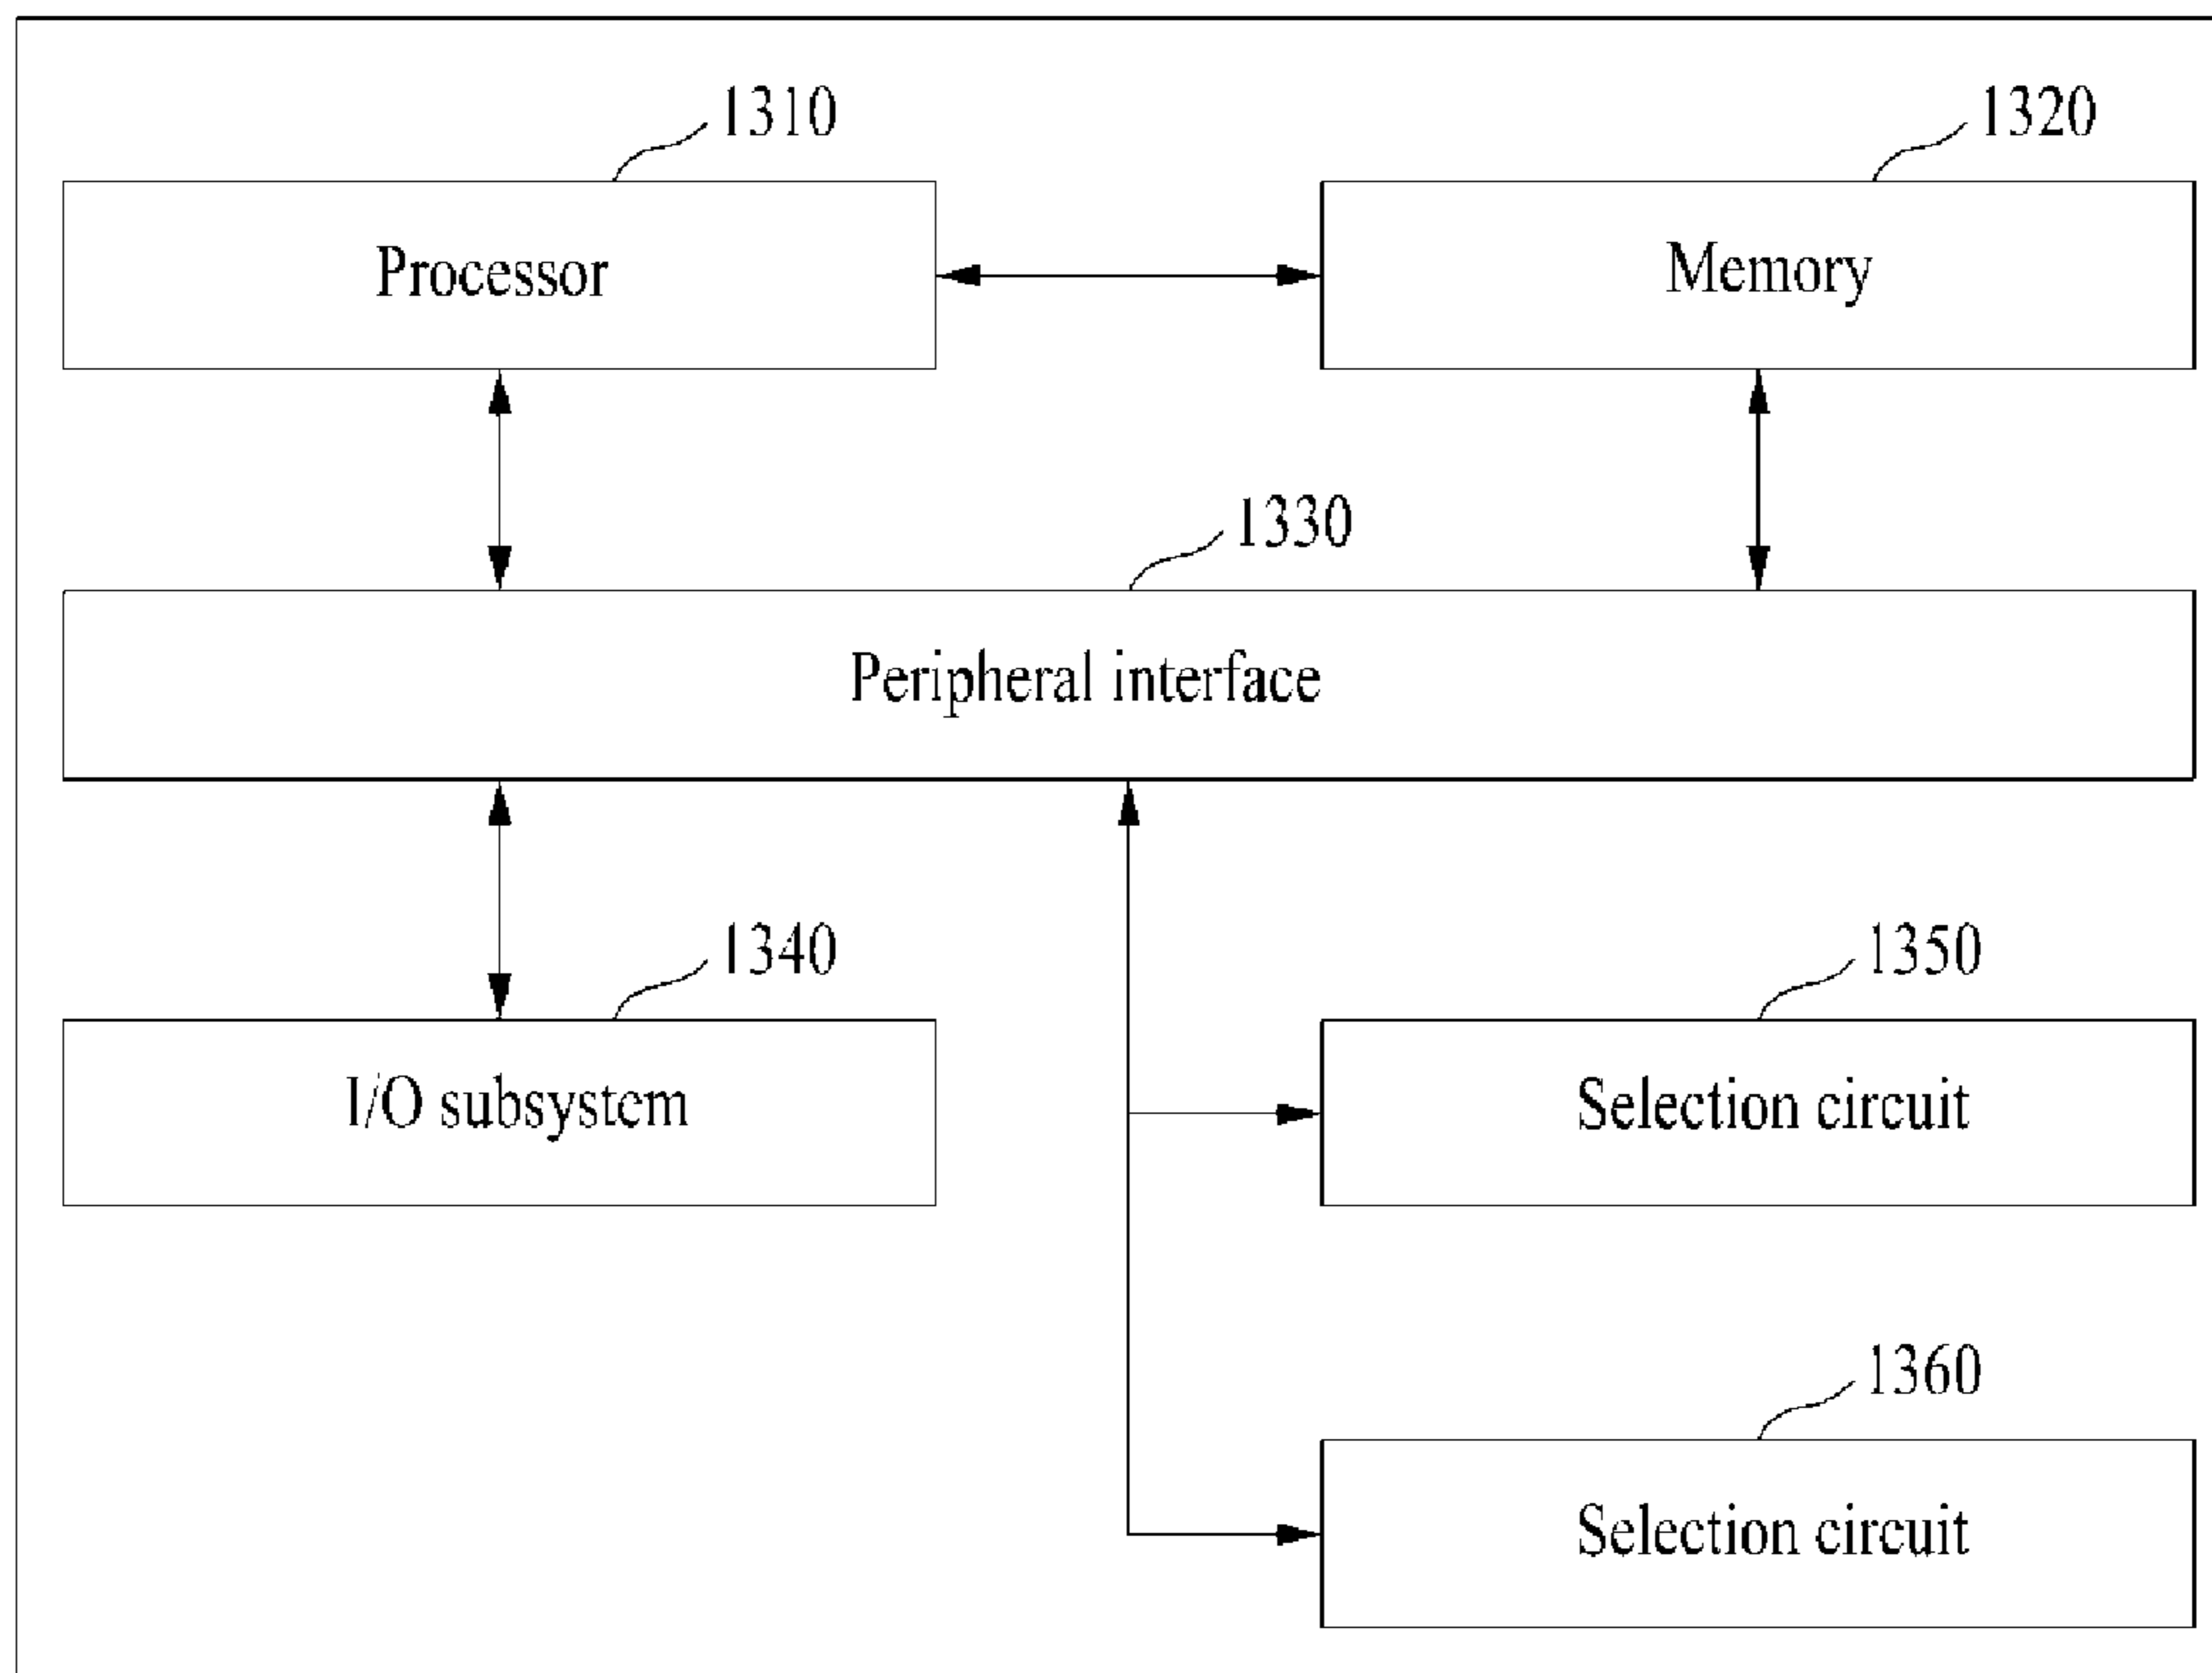 1310
1320
Processor
Memory
1330
Peripheral interface
1340
1350
I/O subsystem
Selection circuit
1360
Selection circuit